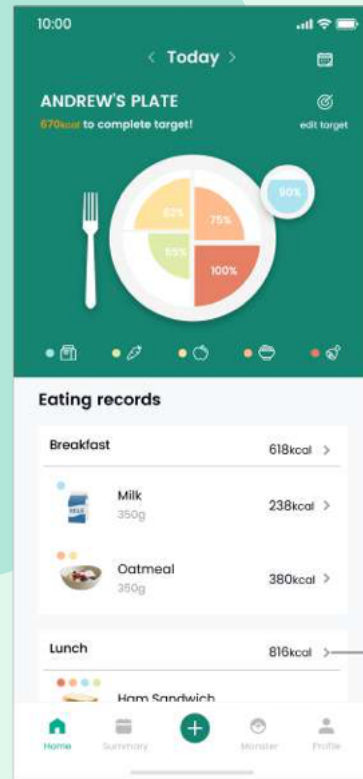 10:00
Today
ANDREW'S PLATE
670kcal to complete target!
edit target
90%
62%
75%
55%
100%
Eating records
Breakfast
618kcal
Milk
350g
238kcal
MILK
Oatmeal
350g
380kcal
Lunch
816kcal
Ham Sandwich
Home
Summary
Monster
Profile